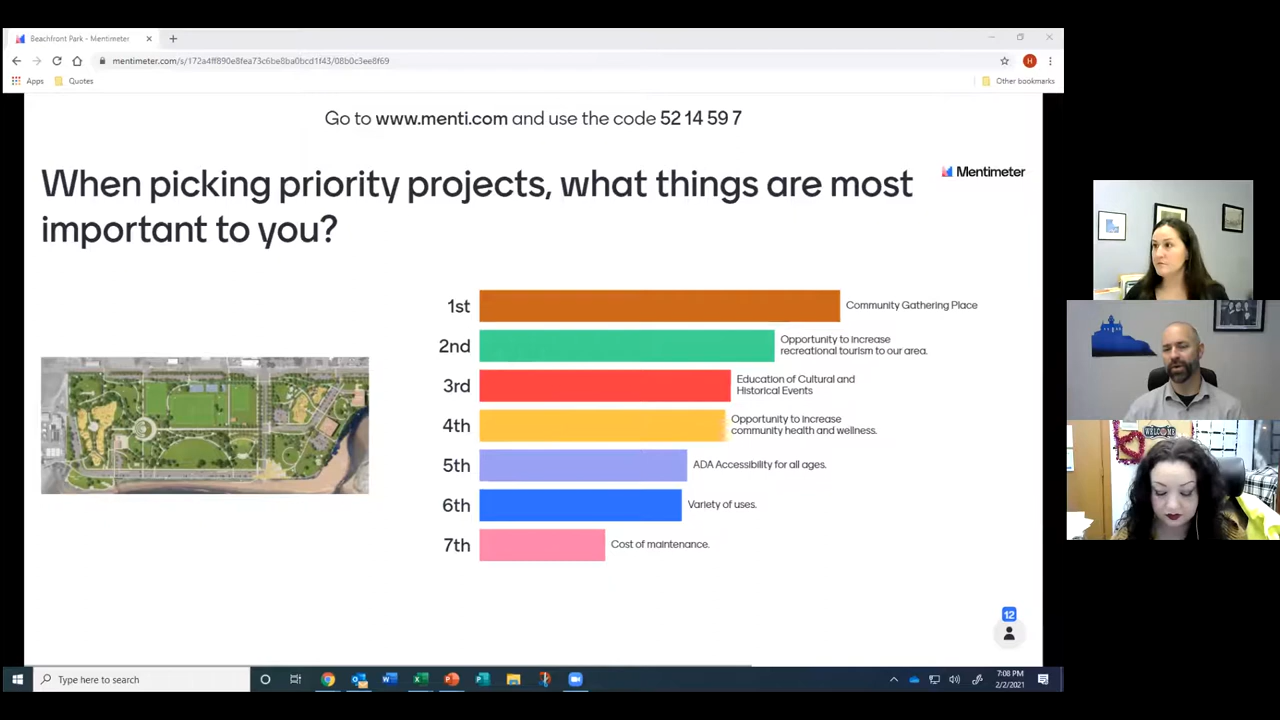 Beachfront Park - Mentimeter
mentimeter.com/s/172a4ff890e8fea73c6be8ba0bcd1f43/08b0c3ee8f69
H
Apps
Quotes
Other bookmarks
Go to www.menti.com and use the code 52 14 59 7
Mentimeter
When picking priority projects, what things are most
important to you?
1st
Community Gathering Place
2nd
Opportunity to increase
recreational tourism to our area.
3rd
Education of Cultural and
Historical Events
4th
Opportunity to increase
community health and wellness.
5th
ADA Accessibility for all ages.
6th
Variety of uses.
7th
Cost of maintenance.
12
Type here to search
7:08 PM
2/2/2021
WELCOME